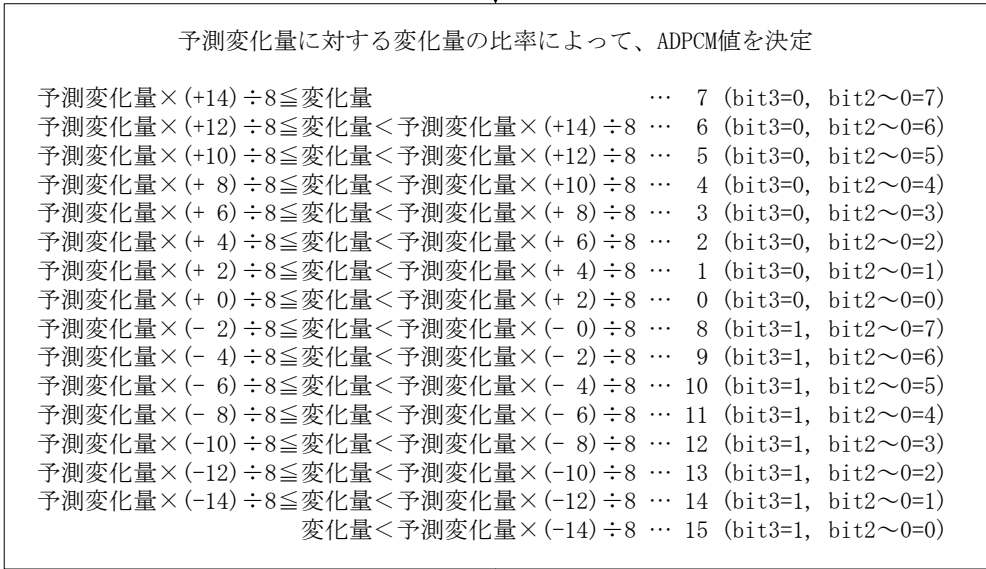 予測変化量に対する変化量の比率によって、ADPCM値を決定
予測変化量×(+14)÷8≦変化量 … 7 (bit3=0, bit2～0=7)
予測変化量×(+12)÷8≦変化量＜予測変化量×(+14)÷8 … 6 (bit3=0, bit2～0=6)
予測変化量×(+10)÷8≦変化量＜予測変化量×(+12)÷8 … 5 (bit3=0, bit2～0=5)
予測変化量×(+ 8)÷8≦変化量＜予測変化量×(+10)÷8 … 4 (bit3=0, bit2～0=4)
予測変化量×(+ 6)÷8≦変化量＜予測変化量×(+ 8)÷8 … 3 (bit3=0, bit2～0=3)
予測変化量×(+ 4)÷8≦変化量＜予測変化量×(+ 6)÷8 … 2 (bit3=0, bit2～0=2)
予測変化量×(+ 2)÷8≦変化量＜予測変化量×(+ 4)÷8 … 1 (bit3=0, bit2～0=1)
予測変化量×(+ 0)÷8≦変化量＜予測変化量×(+ 2)÷8 … 0 (bit3=0, bit2～0=0)
予測変化量×(- 2)÷8≦変化量＜予測変化量×(- 0)÷8 … 8 (bit3=1, bit2～0=7)
予測変化量×(- 4)÷8≦変化量＜予測変化量×(- 2)÷8 … 9 (bit3=1, bit2～0=6)
予測変化量×(- 6)÷8≦変化量＜予測変化量×(- 4)÷8 … 10 (bit3=1, bit2～0=5)
予測変化量×(- 8)÷8≦変化量＜予測変化量×(- 6)÷8 … 11 (bit3=1, bit2～0=4)
予測変化量×(-10)÷8≦変化量＜予測変化量×(- 8)÷8 … 12 (bit3=1, bit2～0=3)
予測変化量×(-12)÷8≦変化量＜予測変化量×(-10)÷8 … 13 (bit3=1, bit2～0=2)
予測変化量×(-14)÷8≦変化量＜予測変化量×(-12)÷8 … 14 (bit3=1, bit2～0=1)
変化量＜予測変化量×(-14)÷8 … 15 (bit3=1, bit2～0=0)